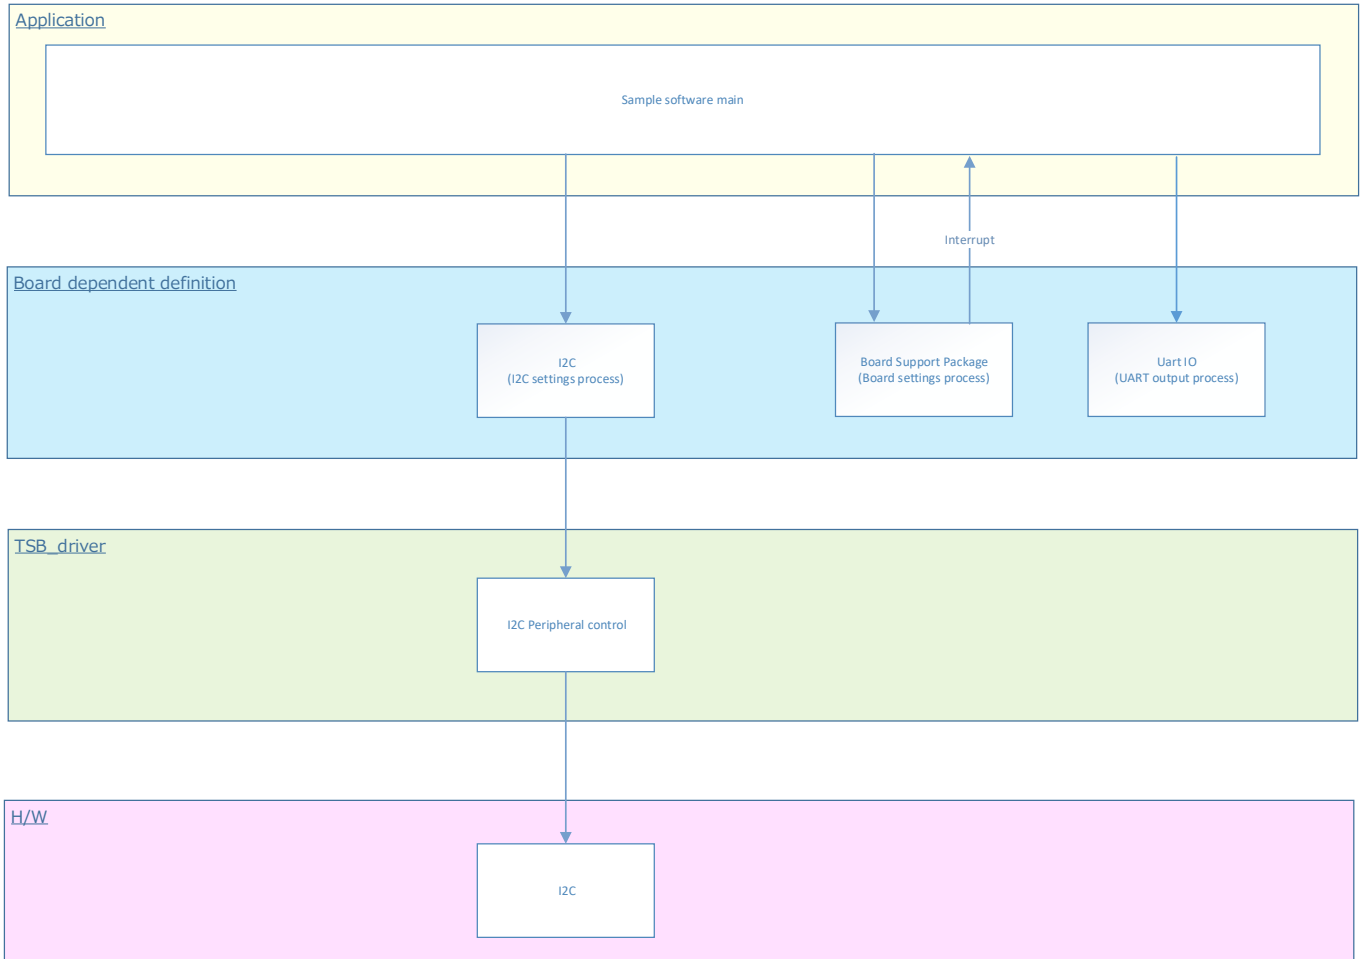 Application
Sample software main
Interrupt
Board dependent definition
I2C
(I2C settings process)
Board Support Package
(Board settings process)
Uart IO
(UART output process)
TSB_driver
I2C Peripheral control
H/W
I2C